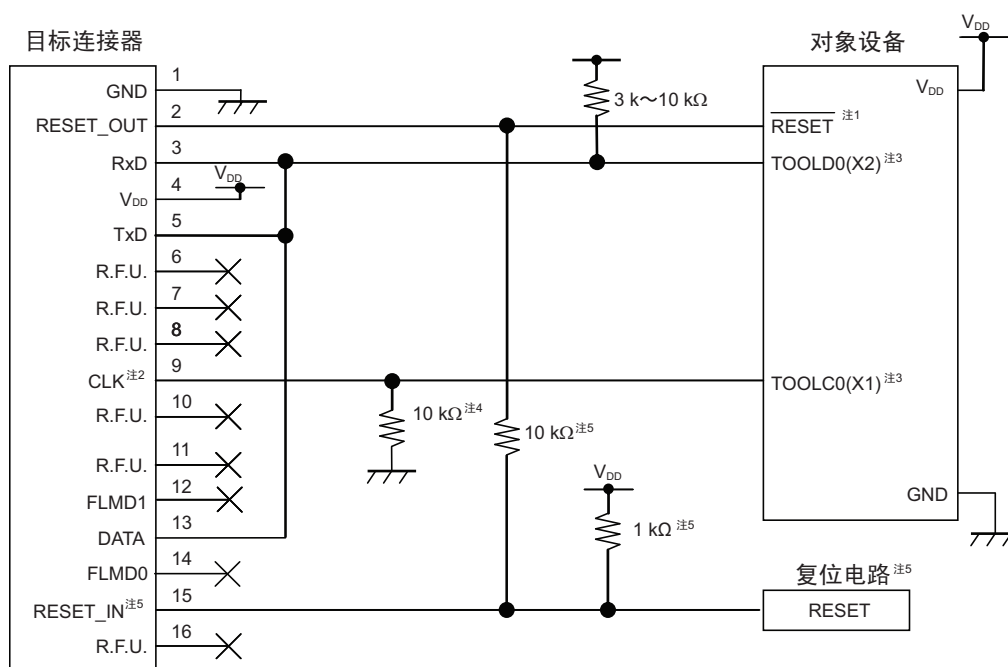 目标连接器
对象设备
VDD
1
GND
2
RESET_OUT
3
RxD
VDD
4
VDD
5
TxD
6
R.F.U.
7
R.F.U.
8
R.F.U.
9
CLK注2
10
R.F.U.
11
R.F.U.
12
FLMD1
13
DATA
14
FLMD0
15
RESET_IN注5
16
R.F.U.
3 k～10 kΩ
10 kΩ注4
10 kΩ注5
VDD
1 kΩ注5
VDD
RESET 注1
TOOLD0(X2)注3
TOOLC0(X1)注3
GND
复位电路注5
RESET